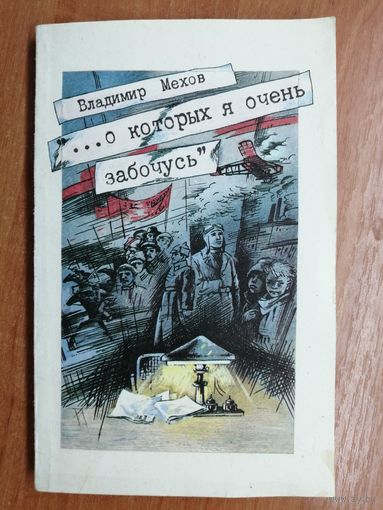 Владимир Мехов
"...о которых я очень
забочусь"